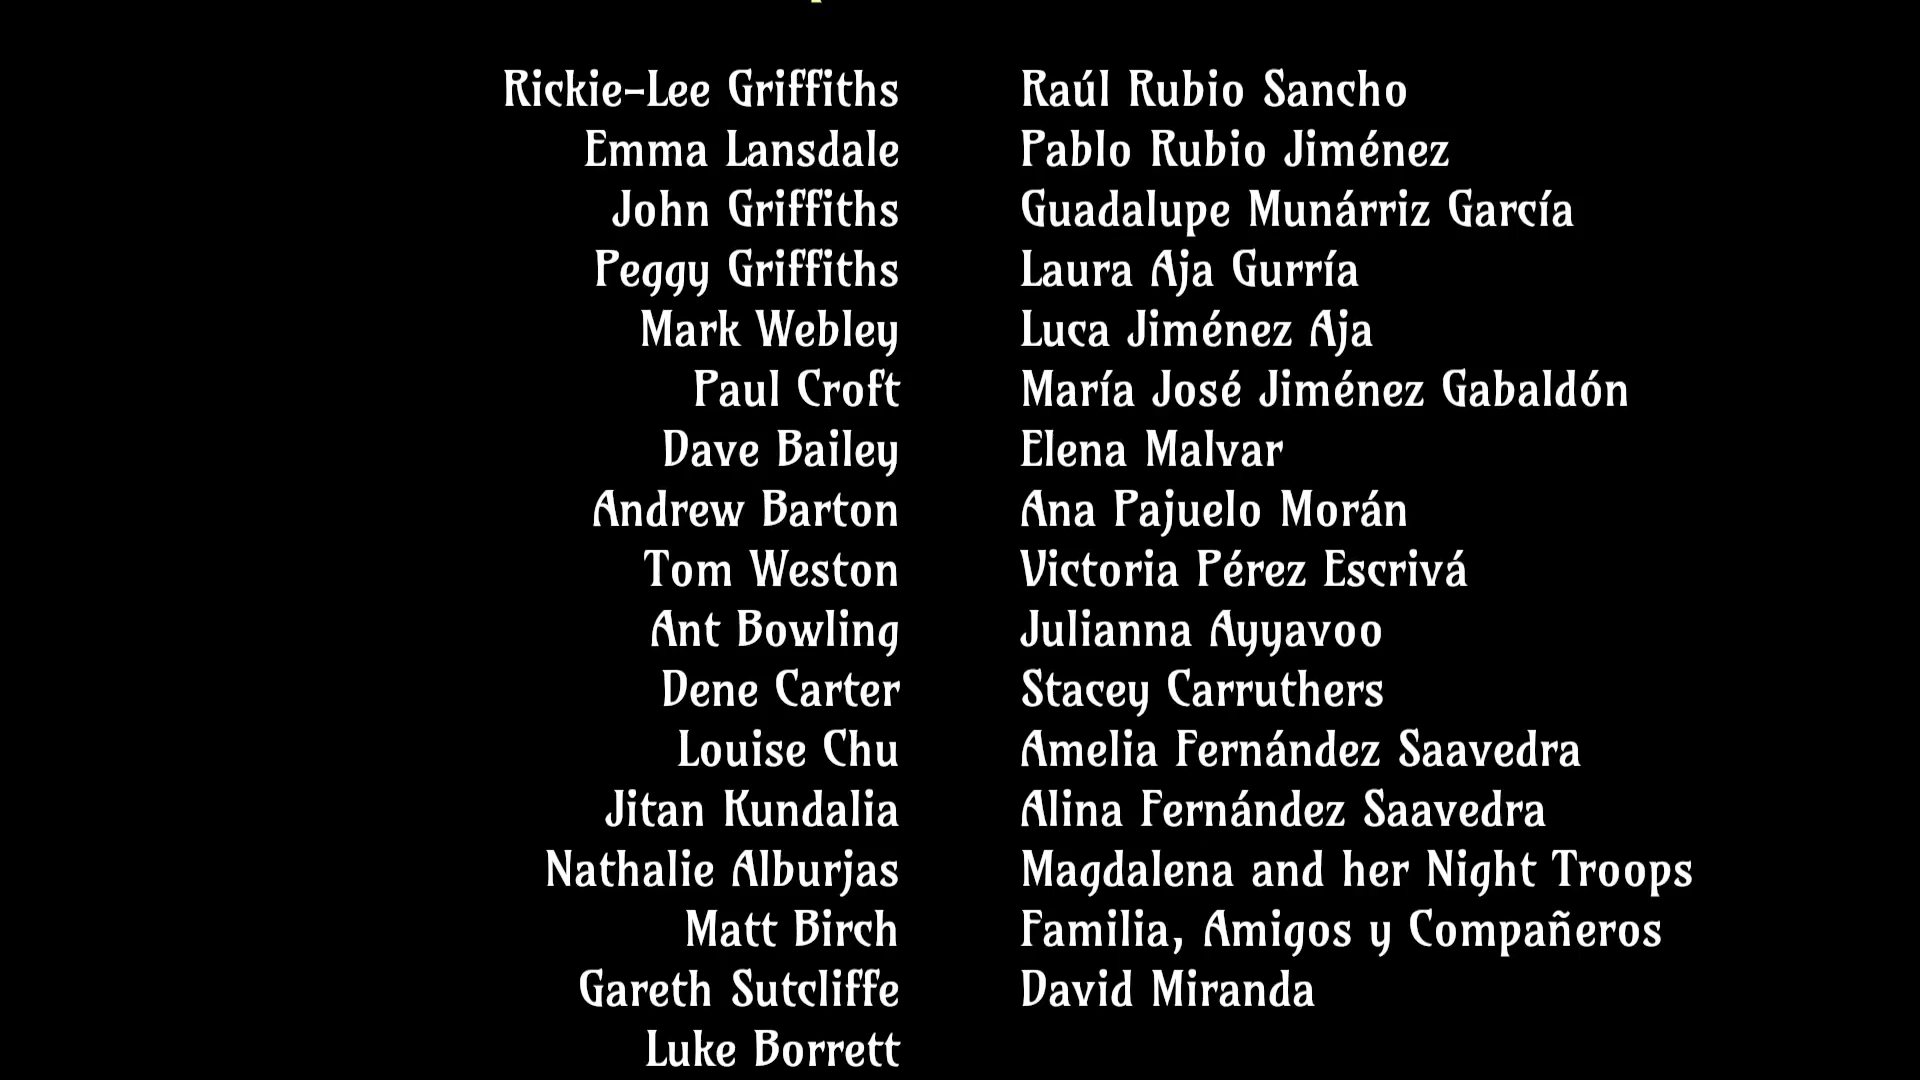 Rickie-Lee Griffiths Raúl Rubio Sancho
Emma Lansdale Pablo Rubio Jiménez
John Griffiths Guadalupe Munárriz García
Peggy Griffiths Laura Aja Gurría
Mark Webley Luca Jiménez Aja
Paul Croft María José Jiménez Gabaldón
Dave Bailey Elena Malvar
Andrew Barton Ana Pajuelo Morán
Tom Weston Victoria Pérez Escrivá
Ant Bowling Julianna Ayyavoo
Dene Carter Stacey Carruthers
Louise Chu Amelia Fernández Saavedra
Jitan Kundalia Alina Fernández Saavedra
Nathalie Alburjas Magdalena and her Night Troops
Matt Birch Familia, Amigos y Compañeros
Gareth Sutcliffe David Miranda
Luke Borrett